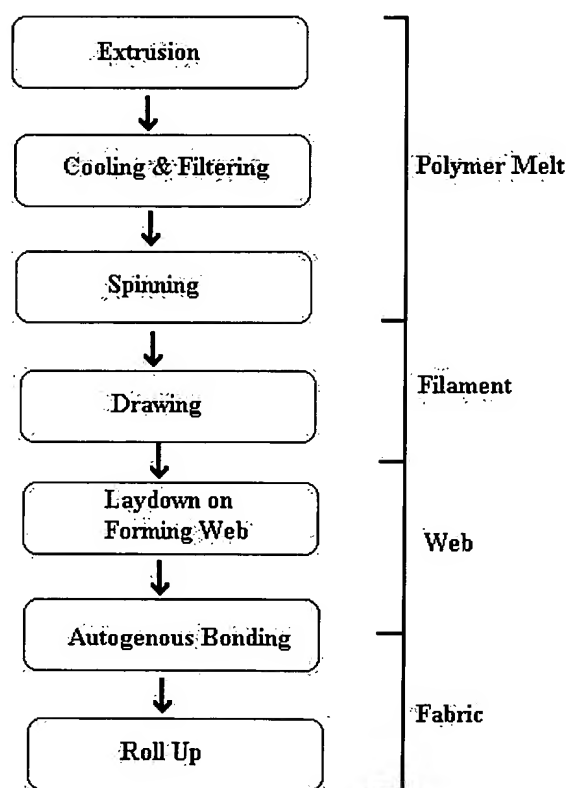 Extrusion
Cooling & Filtering
Polymer Melt
Spinning
Filament
Drawing
Laydown on
Forming Web
Web
Autogenous Bonding
Fabric
Roll Up